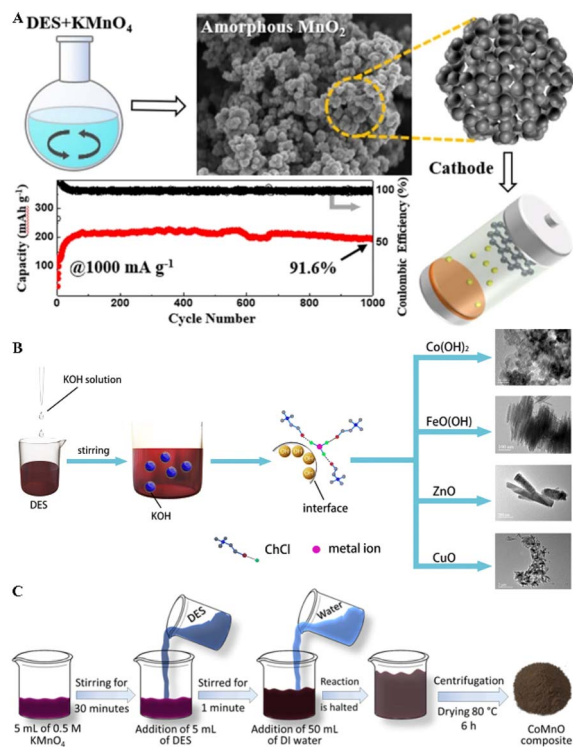 A
DES+KMnO4
Amorphous MnO2
Cathode
Capacity (mAh g-1)
300
200
100
@1000 mA g-1
91.6%
100
50
Coulombic Efficiency (%)
0 200 400 600 800 1000
Cycle Number
B
KOH solution
DES
stirring
KOH
OH OH OH OH
interface
ChCl
metal ion
Co(OH)2
FeO(OH)
ZnO
CuO
C
5 mL of 0.5 M
KMnO4
Stirring for
30 minutes
DES
Addition of 5 mL
of DES
Stirred for
1 minute
Water
Addition of 50 mL
of DI water
Reaction
is halted
Centrifugation
Drying 80 °C
6 h
CoMnO
composite